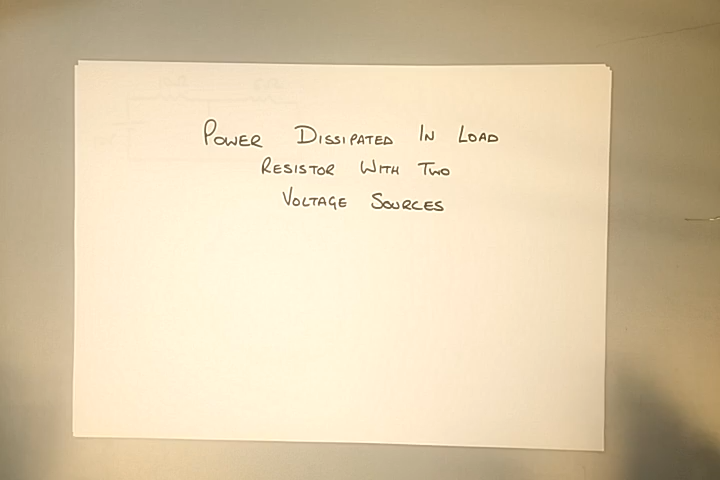 Power Dissipated In Load
Resistor With Two
Voltage Sources